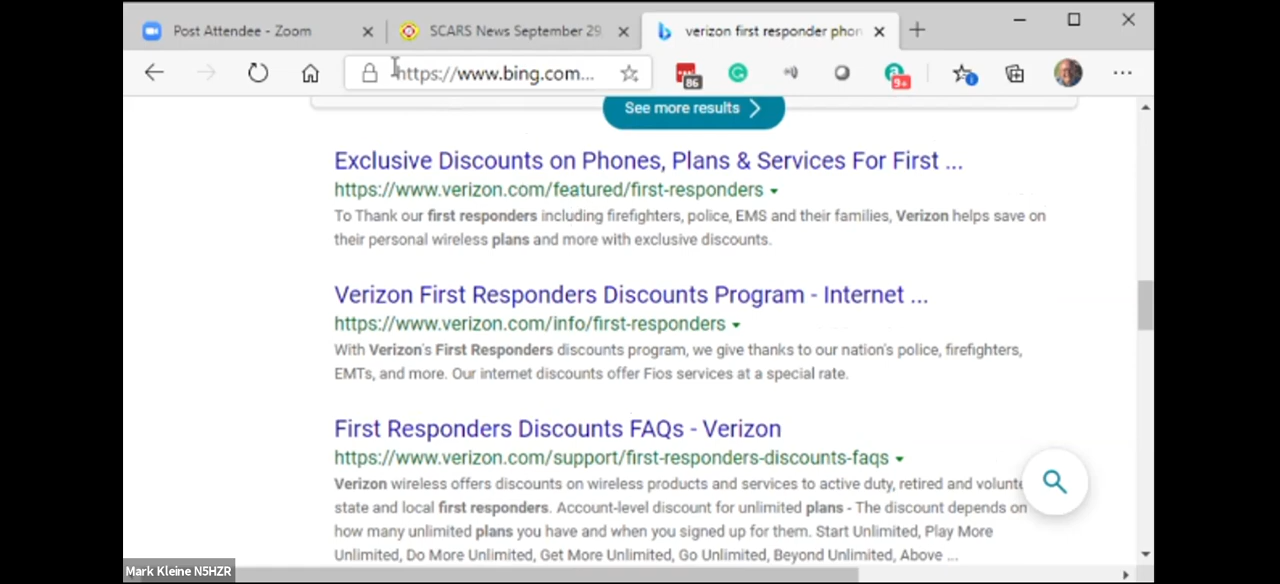 Post Attendee - Zoom
SCARS News September 29
verizon first responder phon
https://www.bing.com...
86
9+
See more results
Exclusive Discounts on Phones, Plans & Services For First ...
https://www.verizon.com/featured/first-responders
To Thank our first responders including firefighters, police, EMS and their families, Verizon helps save on
their personal wireless plans and more with exclusive discounts.
Verizon First Responders Discounts Program - Internet ...
https://www.verizon.com/info/first-responders
With Verizon's First Responders discounts program, we give thanks to our nation's police, firefighters,
EMTs, and more. Our internet discounts offer Fios services at a special rate.
First Responders Discounts FAQs - Verizon
https://www.verizon.com/support/first-responders-discounts-faqs
Verizon wireless offers discounts on wireless products and services to active duty, retired and volunte
state and local first responders. Account-level discount for unlimited plans - The discount depends on
how many unlimited plans you have and when you signed up for them. Start Unlimited, Play More
Unlimited, Do More Unlimited, Get More Unlimited, Go Unlimited, Beyond Unlimited, Above ...
Mark Kleine N5HZR